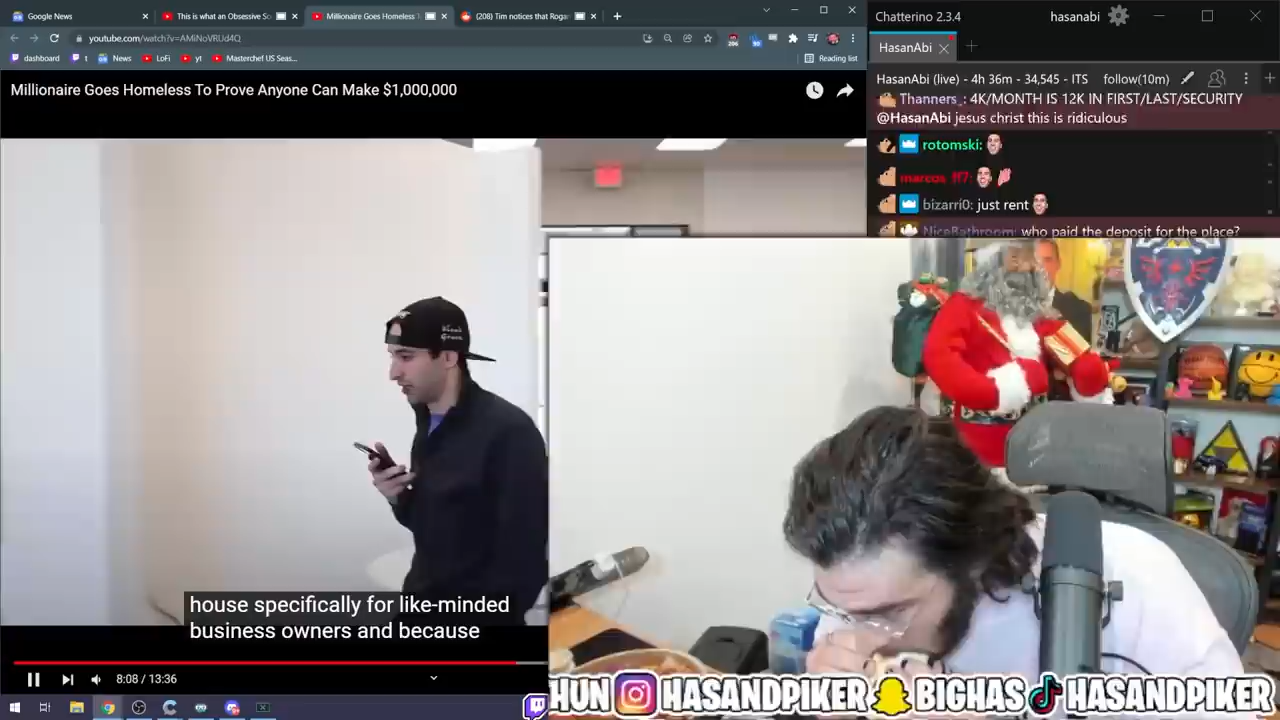 Google News
This is what an Obsessive So
Millionaire Goes Homeless T
(208) Tim notices that Rogan
youtube.com/watch?v=AMiNoVRUd4Q
dashboard
t
News
LoFi
yt
Masterchef US Seas...
Reading list
Millionaire Goes Homeless To Prove Anyone Can Make $1,000,000
house specifically for like-minded
business owners and because
8:08 / 13:36
Chatterino 2.3.4
hasanabi
HasanAbi
HasanAbi (live) - 4h 36m - 34,545 - ITS
follow(10m)
Thanners_: 4K/MONTH IS 12K IN FIRST/LAST/SECURITY
@HasanAbi jesus christ this is ridiculous
rotomski:
marcos_ff7:
bizarri0: just rent
NiceBathroom: who paid the deposit for the place?
HUN
HASANDPIKER
BIGHAS
HASANDPIKER